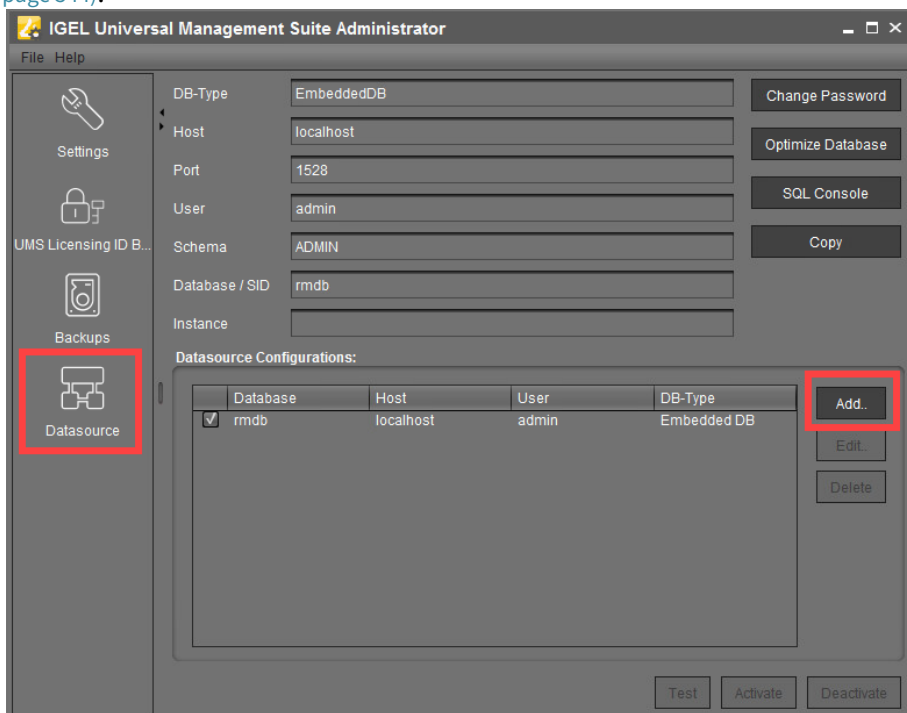 IGEL Universal Management Suite Administrator
File Help
Settings
UMS Licensing ID B...
Backups
Datasource
DB-Type EmbeddedDB
Host localhost
Port 1528
User admin
Schema ADMIN
Database / SID rmdb
Instance
Change Password
Optimize Database
SQL Console
Copy
Datasource Configurations:
Database Host User DB-Type
rmdb localhost admin Embedded DB
Add..
Edit..
Delete
Test Activate Deactivate